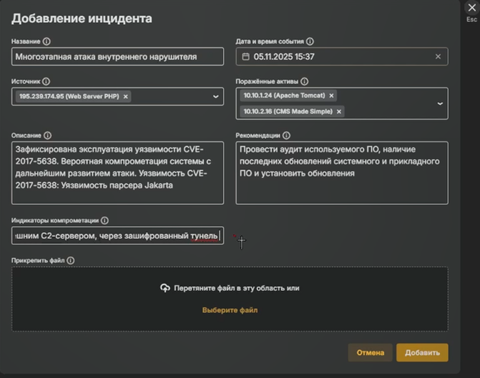 Добавление инцидента
Esc
Название
Дата и время события
Многоэтапная атака внутреннего нарушителя
05.11.2025 15:37
Источник
Поражённые активы
195.239.174.95 (Web Server PHP)
10.10.1.24 (Apache Tomcat)
10.10.2.16 (CMS Made Simple)
Описание
Рекомендации
Зафиксирована эксплуатация уязвимости CVE-
2017-5638. Вероятная компрометация системы с
дальнейшим развитием атаки. Уязвимость CVE-
2017-5638: Уязвимость парсера Jakarta
Провести аудит используемого ПО, наличие
последних обновлений системного и прикладного
ПО и установить обновления
Индикаторы компрометации
шним C2-сервером, через зашифрованный тунель
Прикрепить файл
Перетяните файл в эту область или
Выберите файл
Отмена
Добавить